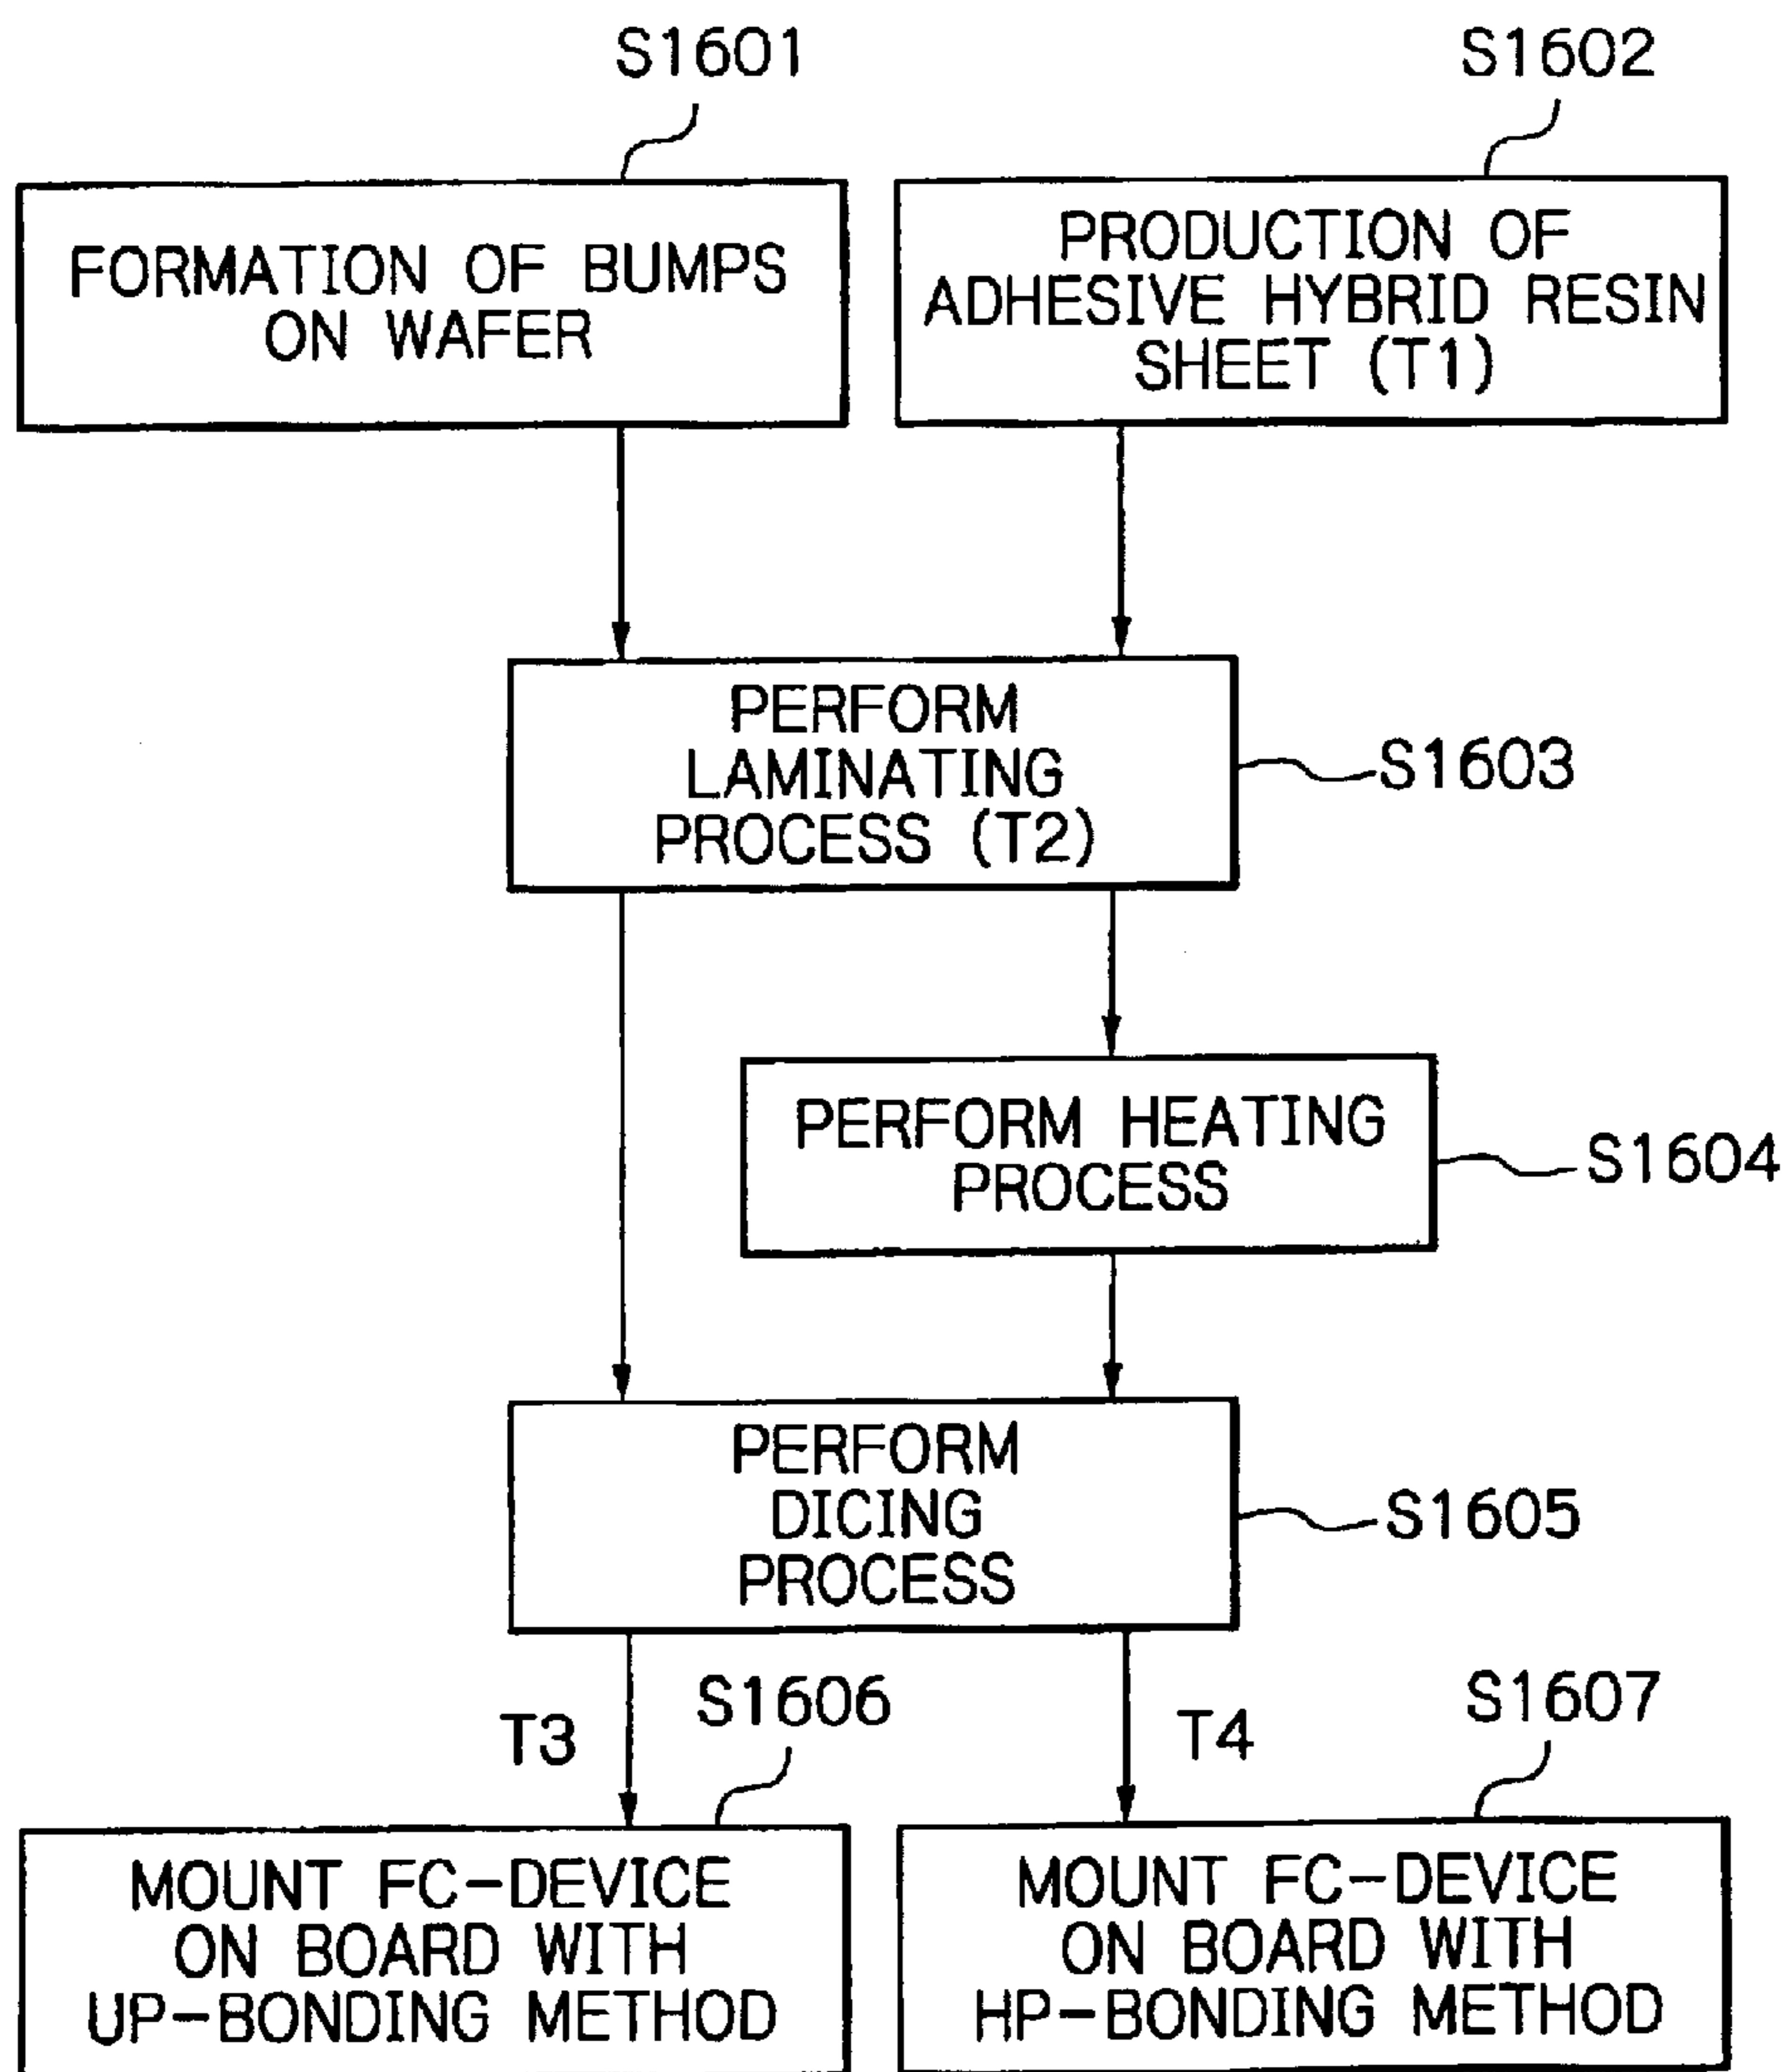 S1601
S1602
FORMATION OF BUMPS
ON WAFER
PRODUCTION OF
ADHESIVE HYBRID RESIN
SHEET (T1)
PERFORM
LAMINATING
PROCESS (T2)
S1603
PERFORM HEATING
PROCESS
S1604
PERFORM
DICING
PROCESS
S1605
T3
S1606
T4
S1607
MOUNT FC-DEVICE
ON BOARD WITH
UP-BONDING METHOD
MOUNT FC-DEVICE
ON BOARD WITH
HP-BONDING METHOD